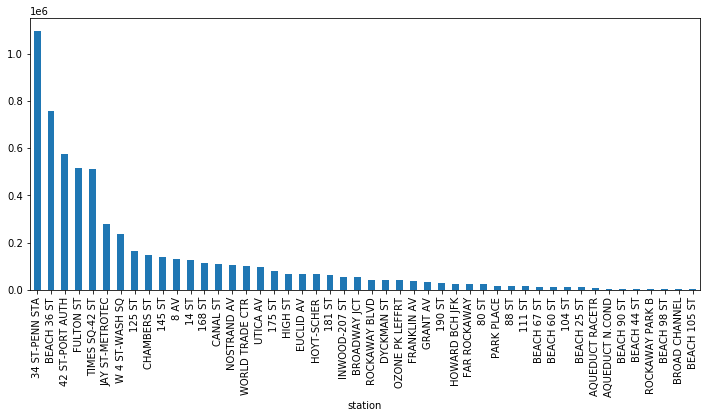 1e6
1.0
0.8
0.6
0.4
0.2
0.0
34 ST-PENN STA
BEACH 36 ST
42 ST-PORT AUTH
FULTON ST
TIMES SQ-42 ST
JAY ST-METROTEC
W 4 ST-WASH SQ
125 ST
CHAMBERS ST
145 ST
8 AV
14 ST
168 ST
CANAL ST
NOSTRAND AV
WORLD TRADE CTR
UTICA AV
175 ST
HIGH ST
EUCLID AV
HOYT-SCHER
181 ST
INWOOD-207 ST
BROADWAY JCT
ROCKAWAY BLVD
DYCKMAN ST
OZONE PK LEFFRT
FRANKLIN AV
GRANT AV
190 ST
HOWARD BCH JFK
FAR ROCKAWAY
80 ST
PARK PLACE
88 ST
111 ST
BEACH 67 ST
BEACH 60 ST
104 ST
BEACH 25 ST
AQUEDUCT RACETR
AQUEDUCT N.COND
BEACH 90 ST
BEACH 44 ST
ROCKAWAY PARK B
BEACH 98 ST
BROAD CHANNEL
BEACH 105 ST
station